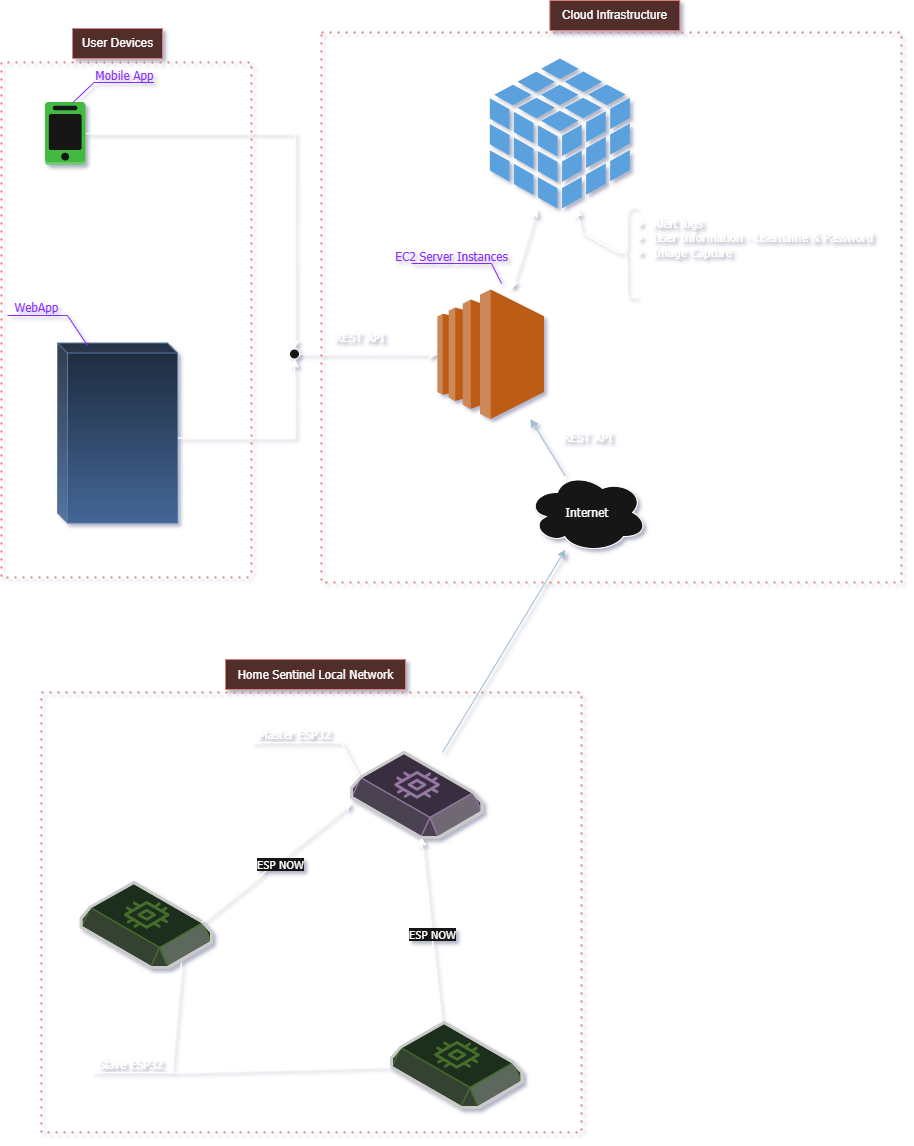 Cloud Infrastructure
User Devices
Mobile App
Alert logs
User Information - Username & Password
Image Capture
EC2 Server Instances
WebApp
REST API
REST API
Internet
Home Sentinel Local Network
Master ESP32
ESP NOW
ESP NOW
Slave ESP32